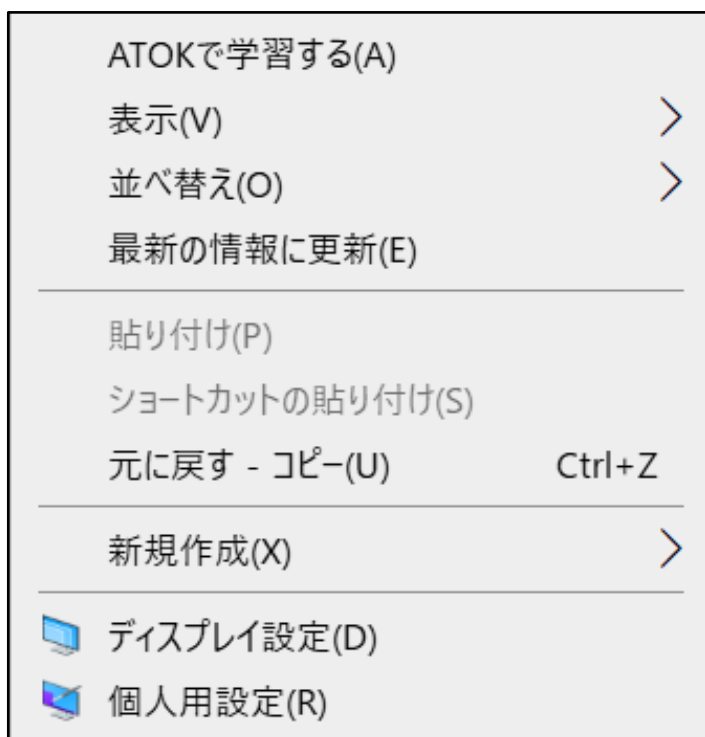 ATOKで学習する(A)
表示(V)
並べ替え(O)
最新の情報に更新(E)
貼り付け(P)
ショートカットの貼り付け(S)
元に戻す - コピー(U) Ctrl+Z
新規作成(X)
ディスプレイ設定(D)
個人用設定(R)